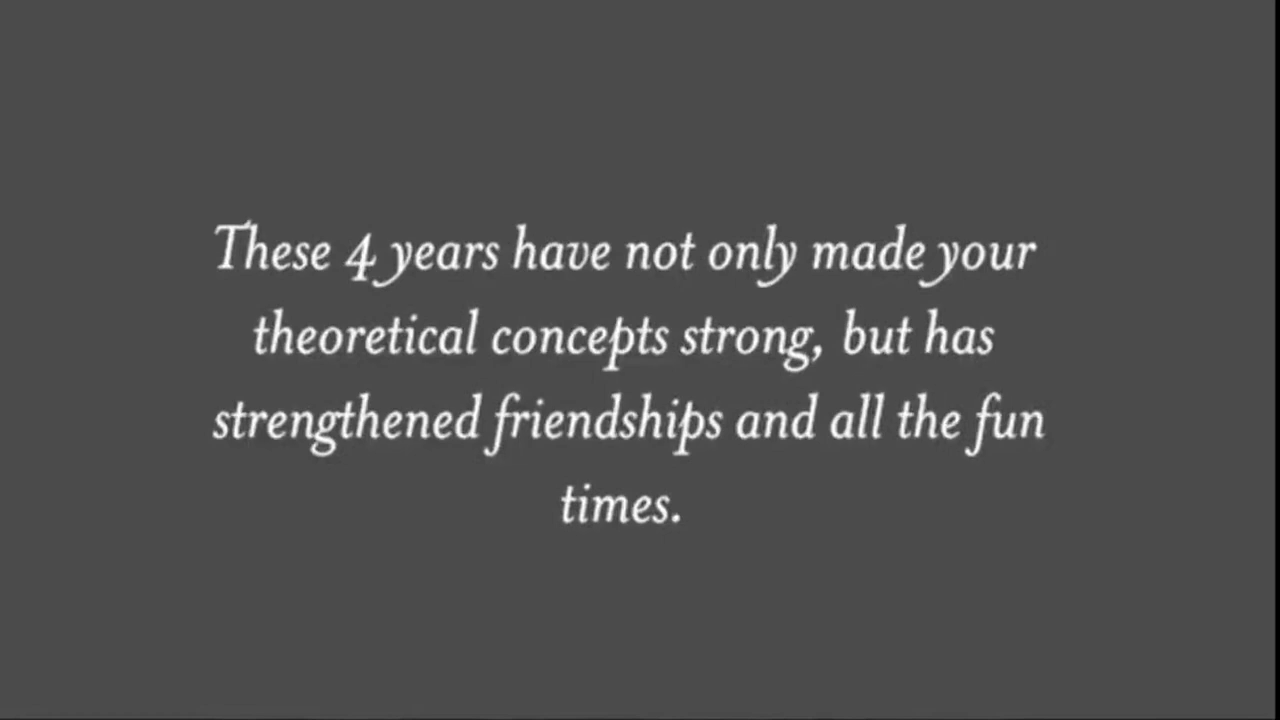 These 4 years have not only made your
theoretical concepts strong, but has
strengthened friendships and all the fun
times.